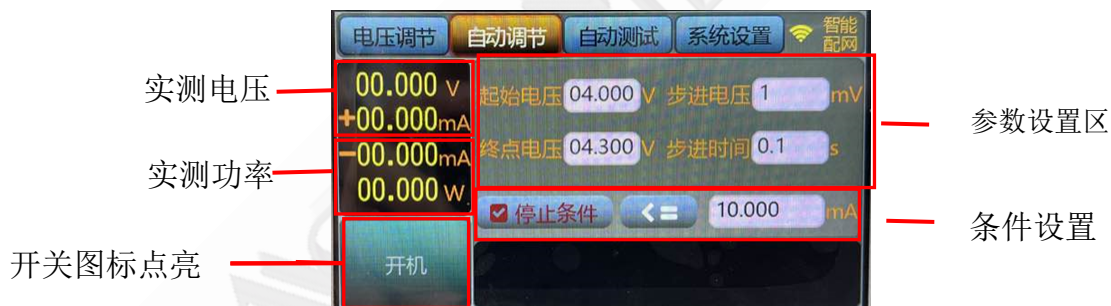 电压调节 自动调节 自动测试 系统设置 智能
配网
实测电压
00.000 V 起始电压 04.000 V 步进电压 1 mV
+00.000mA
参数设置区
-00.000mA 终点电压 04.300 V 步进时间 0.1 s
实测功率
00.000 W
停止条件 <= 10.000 mA
条件设置
开关图标点亮
开机